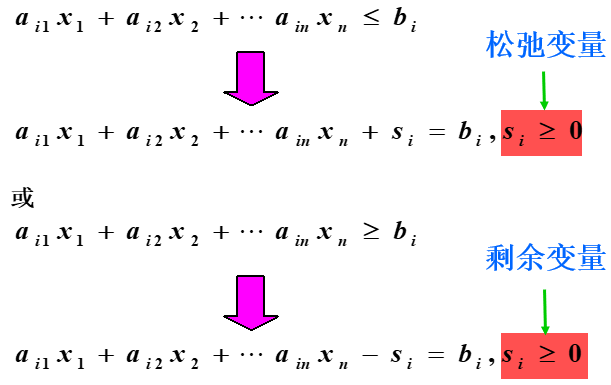 a_{i1} x_1 + a_{i2} x_2 + ⋯ a_{in} x_n ≤ b_i
松弛变量
a_{i1} x_1 + a_{i2} x_2 + ⋯ a_{in} x_n + s_i = b_i, s_i ≥ 0
或
a_{i1} x_1 + a_{i2} x_2 + ⋯ a_{in} x_n ≥ b_i
剩余变量
a_{i1} x_1 + a_{i2} x_2 + ⋯ a_{in} x_n − s_i = b_i, s_i ≥ 0